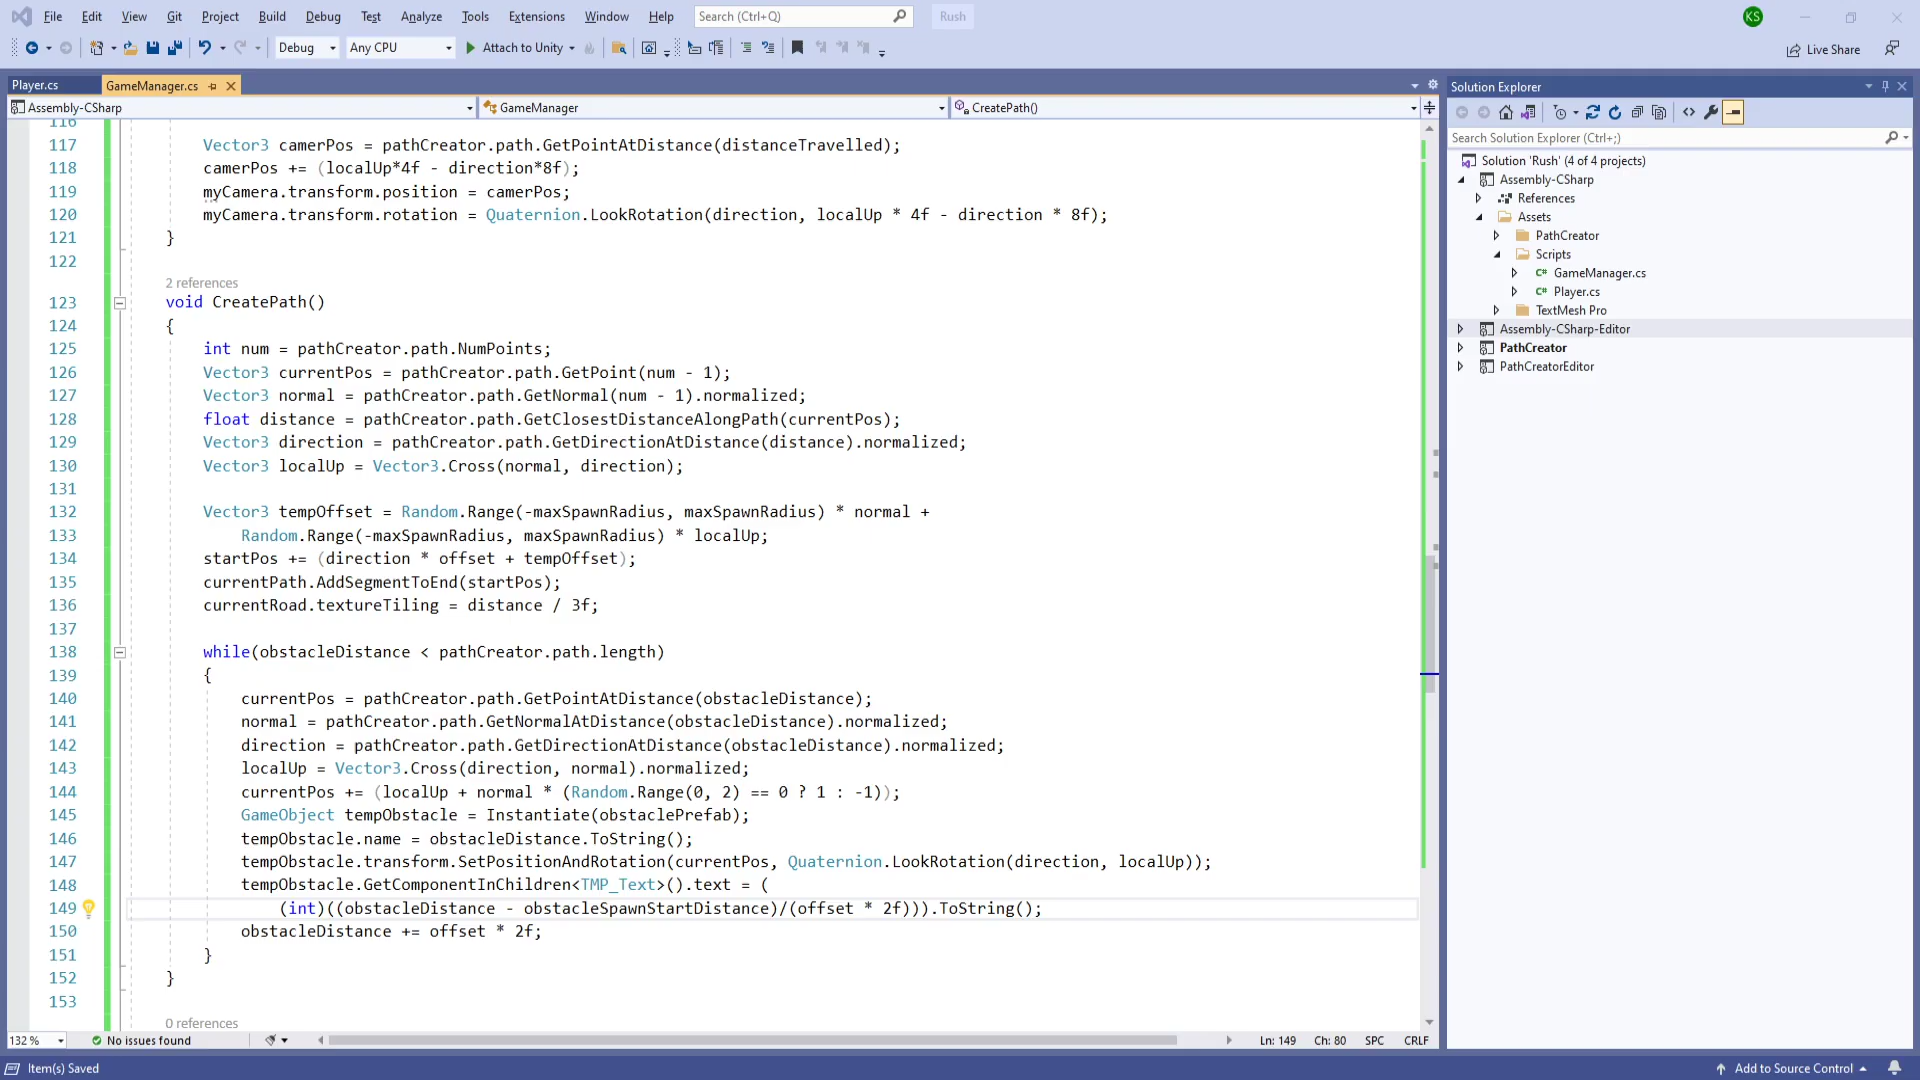 File Edit View Git Project Build Debug Test Analyze Tools Extensions Window Help Search (Ctrl+Q) Rush KS
Debug Any CPU Attach to Unity Live Share
Player.cs GameManager.cs
Assembly-CSharp GameManager CreatePath()
116
117 Vector3 camerPos = pathCreator.path.GetPointAtDistance(distanceTravelled);
118 camerPos += (localUp*4f - direction*8f);
119 myCamera.transform.position = camerPos;
120 myCamera.transform.rotation = Quaternion.LookRotation(direction, localUp * 4f - direction * 8f);
121 }
122
2 references
123 void CreatePath()
124 {
125 int num = pathCreator.path.NumPoints;
126 Vector3 currentPos = pathCreator.path.GetPoint(num - 1);
127 Vector3 normal = pathCreator.path.GetNormal(num - 1).normalized;
128 float distance = pathCreator.path.GetClosestDistanceAlongPath(currentPos);
129 Vector3 direction = pathCreator.path.GetDirectionAtDistance(distance).normalized;
130 Vector3 localUp = Vector3.Cross(normal, direction);
131
132 Vector3 tempOffset = Random.Range(-maxSpawnRadius, maxSpawnRadius) * normal +
133 Random.Range(-maxSpawnRadius, maxSpawnRadius) * localUp;
134 startPos += (direction * offset + tempOffset);
135 currentPath.AddSegmentToEnd(startPos);
136 currentRoad.textureTiling = distance / 3f;
137
138 while(obstacleDistance < pathCreator.path.length)
139 {
140 currentPos = pathCreator.path.GetPointAtDistance(obstacleDistance);
141 normal = pathCreator.path.GetNormalAtDistance(obstacleDistance).normalized;
142 direction = pathCreator.path.GetDirectionAtDistance(obstacleDistance).normalized;
143 localUp = Vector3.Cross(direction, normal).normalized;
144 currentPos += (localUp + normal * (Random.Range(0, 2) == 0 ? 1 : -1));
145 GameObject tempObstacle = Instantiate(obstaclePrefab);
146 tempObstacle.name = obstacleDistance.ToString();
147 tempObstacle.transform.SetPositionAndRotation(currentPos, Quaternion.LookRotation(direction, localUp));
148 tempObstacle.GetComponentInChildren<TMP_Text>().text = (
149 (int)((obstacleDistance - obstacleSpawnStartDistance)/(offset * 2f))).ToString();
150 obstacleDistance += offset * 2f;
151 }
152 }
153
0 references
132 % No issues found Ln: 149 Ch: 80 SPC CRLF
Item(s) Saved Add to Source Control
Solution Explorer
Search Solution Explorer (Ctrl+;)
Solution 'Rush' (4 of 4 projects)
Assembly-CSharp
References
Assets
PathCreator
Scripts
C# GameManager.cs
C# Player.cs
TextMesh Pro
Assembly-CSharp-Editor
PathCreator
PathCreatorEditor